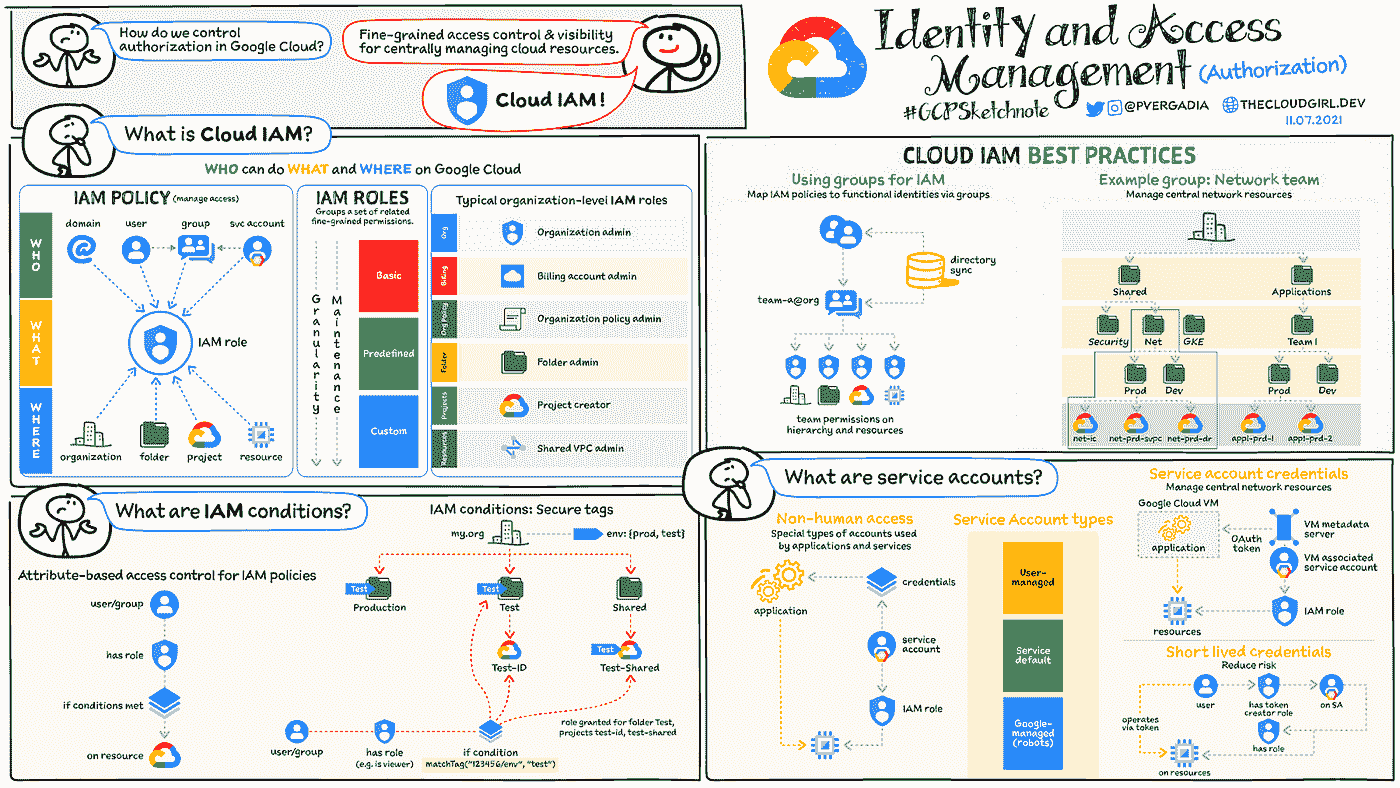 How do we control
authorization in Google Cloud?
Fine-grained access control & visibility
for centrally managing cloud resources.
Cloud IAM!
Identity and Access
Management (Authorization)
#GCPSketchnote
@PVERGADIA
THECLOUDGIRL.DEV
11.07.2021
What is Cloud IAM?
WHO can do WHAT and WHERE on Google Cloud
IAM POLICY (manage access)
WHO
domain
user
group
svc account
WHAT
IAM role
WHERE
organization
folder
project
resource
IAM ROLES
Groups a set of related
fine-grained permissions.
Granularity
Maintenance
Basic
Predefined
Custom
Typical organization-level IAM roles
Org
Organization admin
Billing
Billing account admin
Org Policy
Organization policy admin
Folder
Folder admin
Projects
Project creator
Resources
Shared VPC admin
CLOUD IAM BEST PRACTICES
Using groups for IAM
Map IAM policies to functional identities via groups
directory
sync
team-a@org
team permissions on
hierarchy and resources
Example group: Network team
Manage central network resources
Shared
Applications
Security
Net
GKE
Team 1
Prod
Dev
Prod
Dev
net-ic
net-prd-svpc
net-prd-dr
appl-prd-1
appl-prd-2
What are IAM conditions?
Attribute-based access control for IAM policies
user/group
has role
if conditions met
on resource
IAM conditions: Secure tags
my.org
env: {prod, test}
Test
Production
Test
Test
Shared
Test-ID
Test
Test-Shared
user/group
has role
(e.g. is viewer)
if condition
matchTag("123456/env", "test")
role granted for folder Test,
projects test-id, test-shared
What are service accounts?
Non-human access
Special types of accounts used
by applications and services
application
credentials
service
account
IAM role
Service Account types
User-
managed
Service
default
Google-
managed
(robots)
Service account credentials
Manage central network resources
Google Cloud VM
application
OAuth
token
VM metadata
server
VM associated
service account
IAM role
resources
Short lived credentials
Reduce risk
user
has token
creator role
on SA
operates
via token
has role
on resources